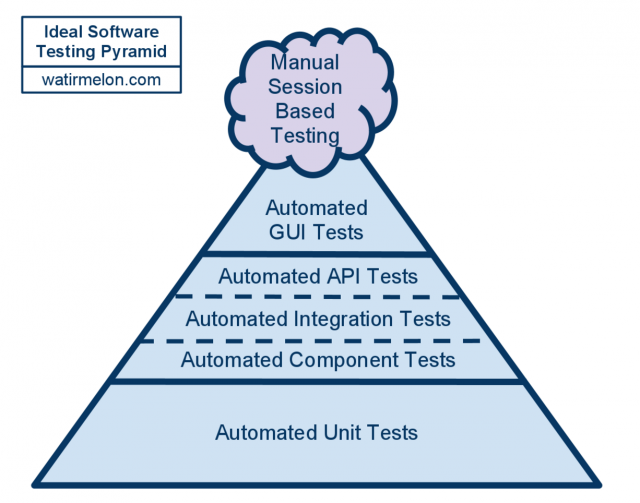 Ideal Software
Testing Pyramid
watirmelon.com
Manual
Session
Based
Testing
Automated
GUI Tests
Automated API Tests
Automated Integration Tests
Automated Component Tests
Automated Unit Tests